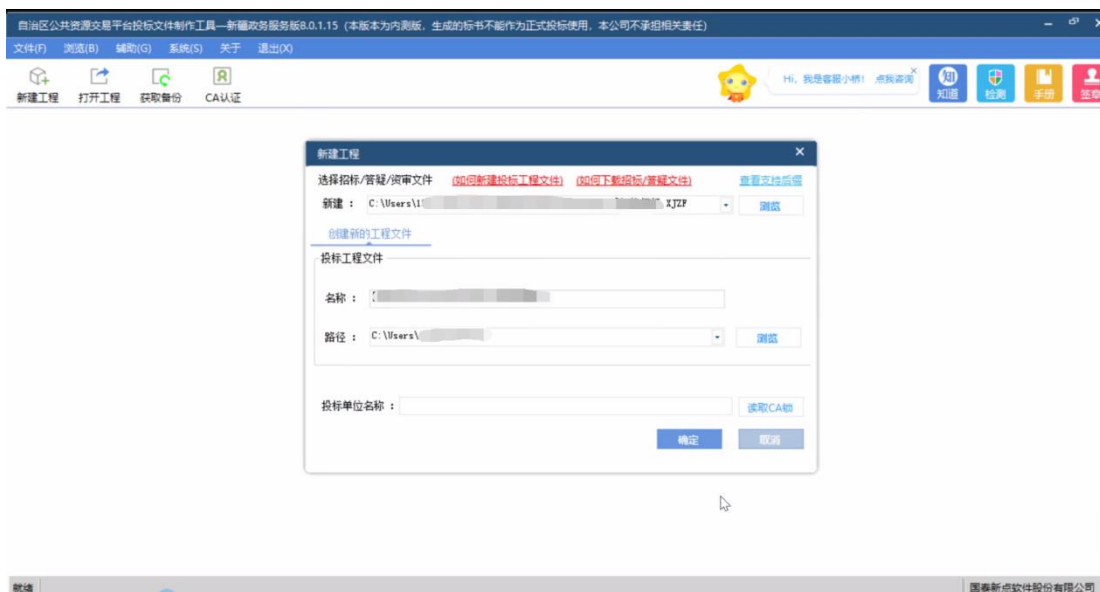 自治区公共资源交易平台投标文件制作工具—新疆政务服务版8.0.1.15（本版本为内测版，生成的标书不能作为正式投标使用，本公司不承担相关责任）
文件(F) 浏览(B) 辅助(G) 系统(S) 关于 退出(X)
新建工程 打开工程 获取备份 CA认证
Hi，我是客服小桥！ 点我咨询
知 知道 检测 手册 签章
新建工程
选择招标/答疑/资审文件 (如何新建投标工程文件) (如何下载招标/答疑文件) 查看支持后缀
新建： C:\Users\1 XJZF 浏览
创建新的工程文件
投标工程文件
名称：
路径： C:\Users\ 浏览
投标单位名称： 读取CA锁
确定 取消
就绪 国泰新点软件股份有限公司